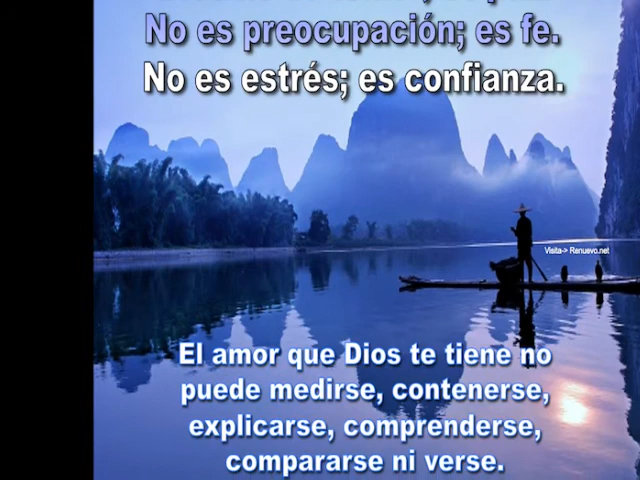 No es preocupación; es fe.
No es estrés; es confianza.
Visita-> Renuevo.net
El amor que Dios te tiene no
puede medirse, contenerse,
explicarse, comprenderse,
compararse ni verse.